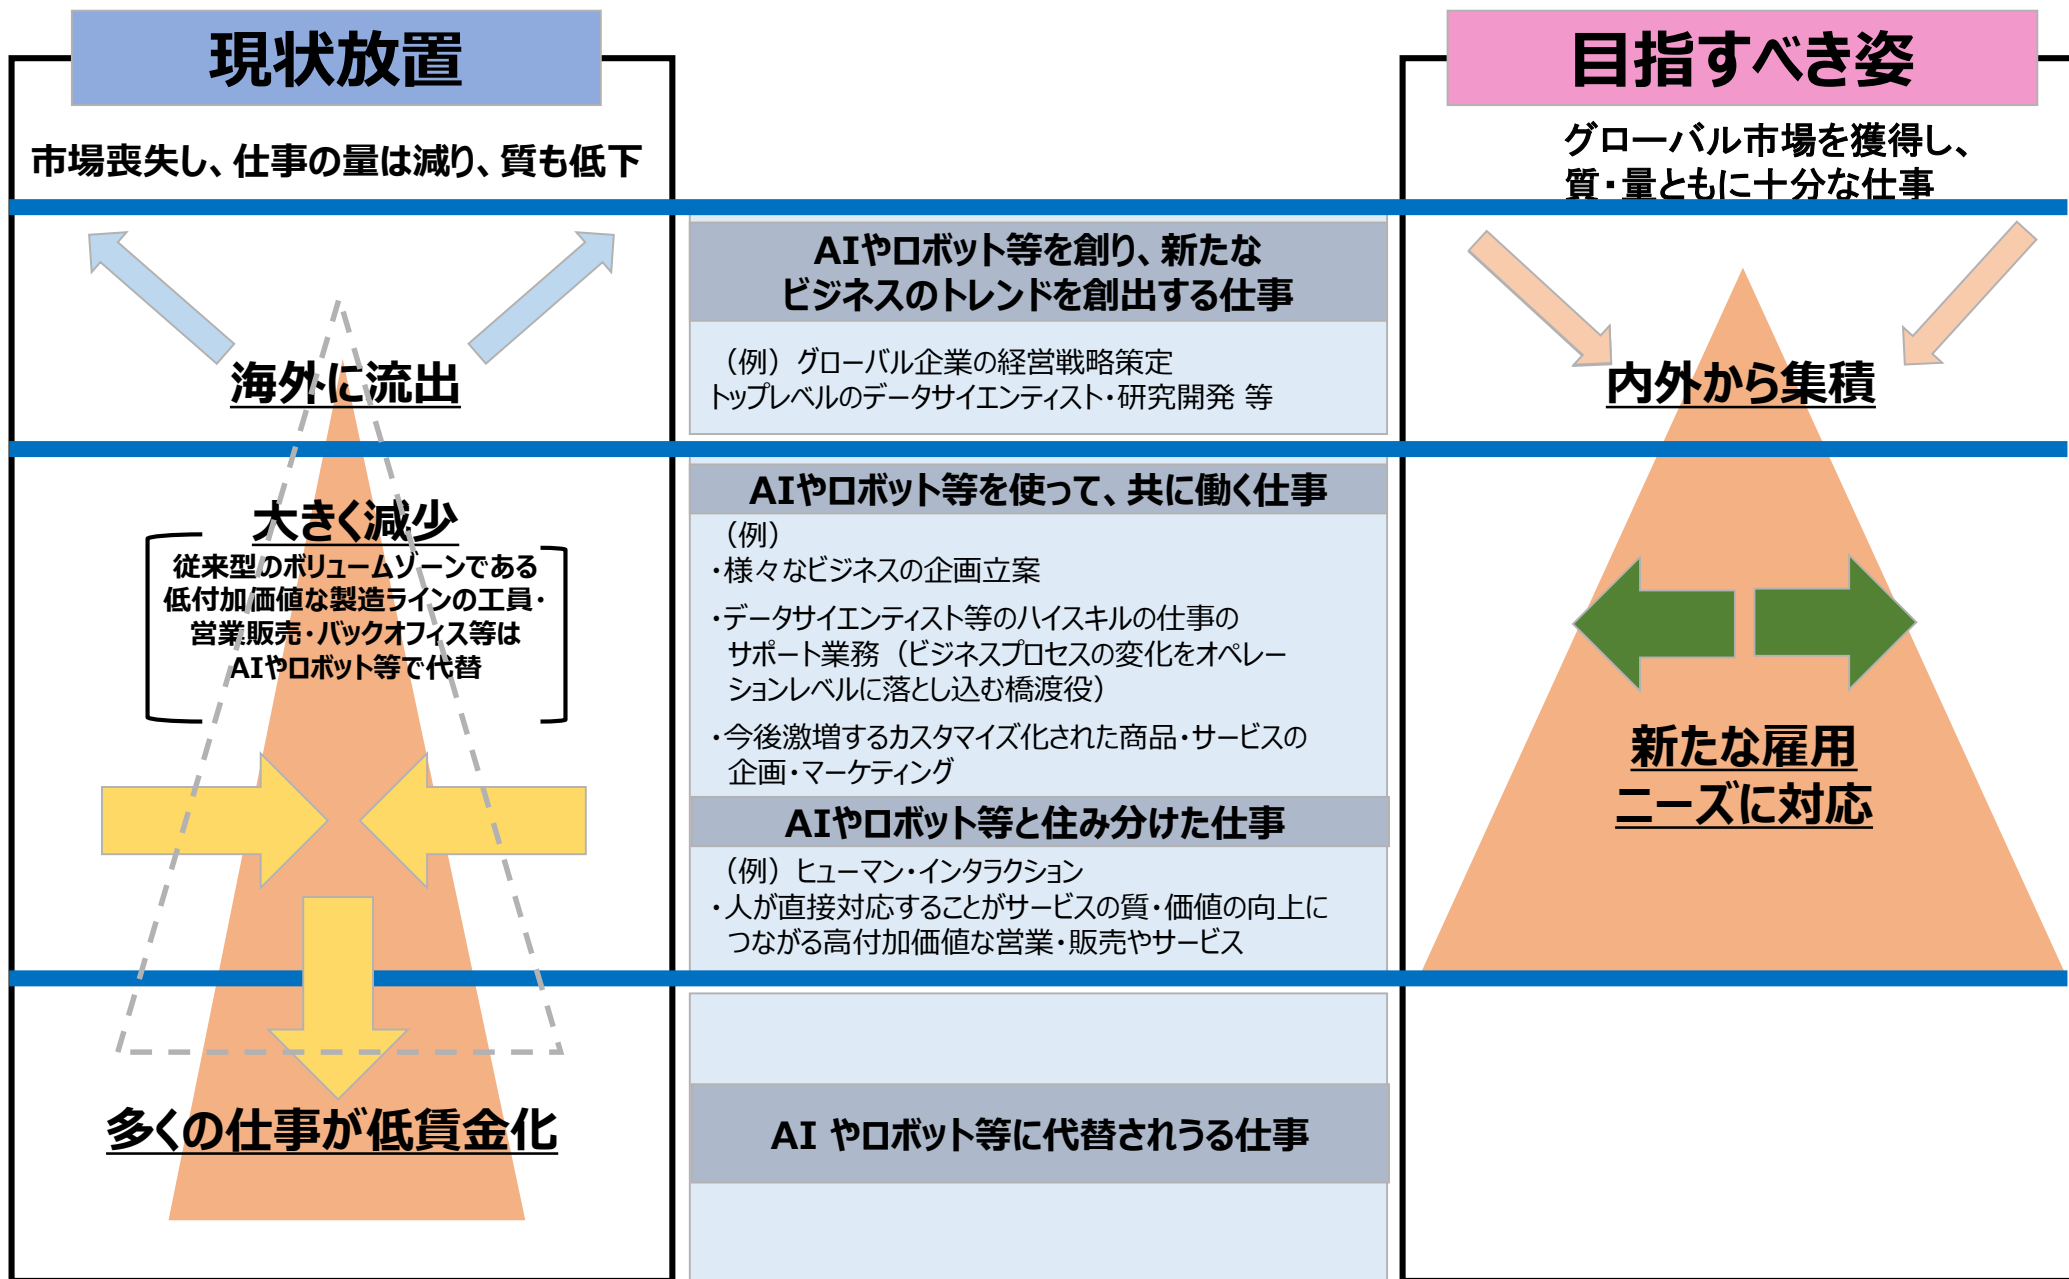 現状放置
市場喪失し、仕事の量は減り、質も低下
海外に流出
大きく減少
従来型のボリュームゾーンである
低付加価値な製造ラインの工員・
営業販売・バックオフィス等は
AIやロボット等で代替
多くの仕事が低賃金化
AIやロボット等を創り、新たな
ビジネスのトレンドを創出する仕事
（例）グローバル企業の経営戦略策定
トップレベルのデータサイエンティスト・研究開発 等
AIやロボット等を使って、共に働く仕事
（例）
・様々なビジネスの企画立案
・データサイエンティスト等のハイスキルの仕事の
サポート業務（ビジネスプロセスの変化をオペレー
ションレベルに落とし込む橋渡役）
・今後激増するカスタマイズ化された商品・サービスの
企画・マーケティング
AIやロボット等と住み分けた仕事
（例）ヒューマン・インタラクション
・人が直接対応することがサービスの質・価値の向上に
つながる高付加価値な営業・販売やサービス
AI やロボット等に代替されうる仕事
目指すべき姿
グローバル市場を獲得し、
質・量ともに十分な仕事
内外から集積
新たな雇用
ニーズに対応